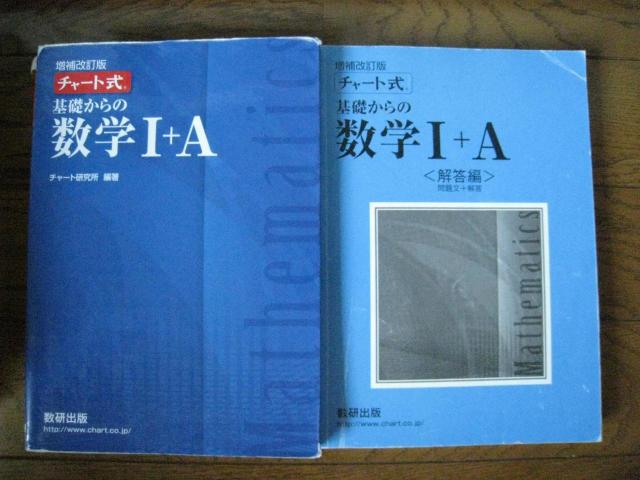 増補改訂版
チャート式®
基礎からの
数学I+A
チャート研究所 編著
Mathematics
数研出版
http://www.chart.co.jp/
増補改訂版
チャート式®
基礎からの
数学I+A
<解答編>
問題文+解答
Mathematics
数研出版
http://www.chart.co.jp/